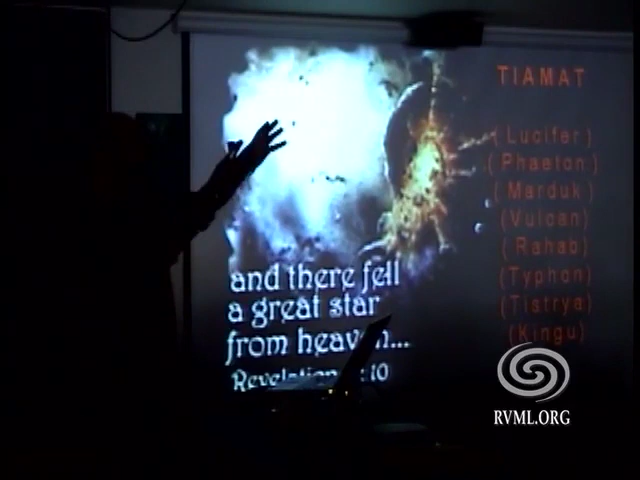 TIAMAT
(Lucifer)
(Phaeton)
(Marduk)
(Vulcan)
(Rahab)
(Typhon)
(Tistrya)
(Kingu)
and there fell
a great star
from heaven...
Revelation :10
RVML.ORG